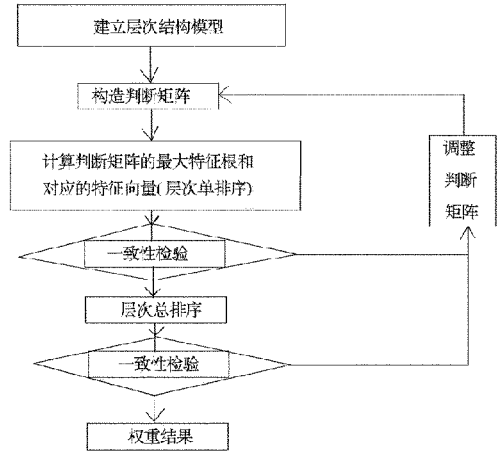 建立层次结构模型
构造判断矩阵
计算判断矩阵的最大特征根和
对应的特征向量(层次单排序)
调整
判断
矩阵
一致性检验
层次总排序
一致性检验
权重结果